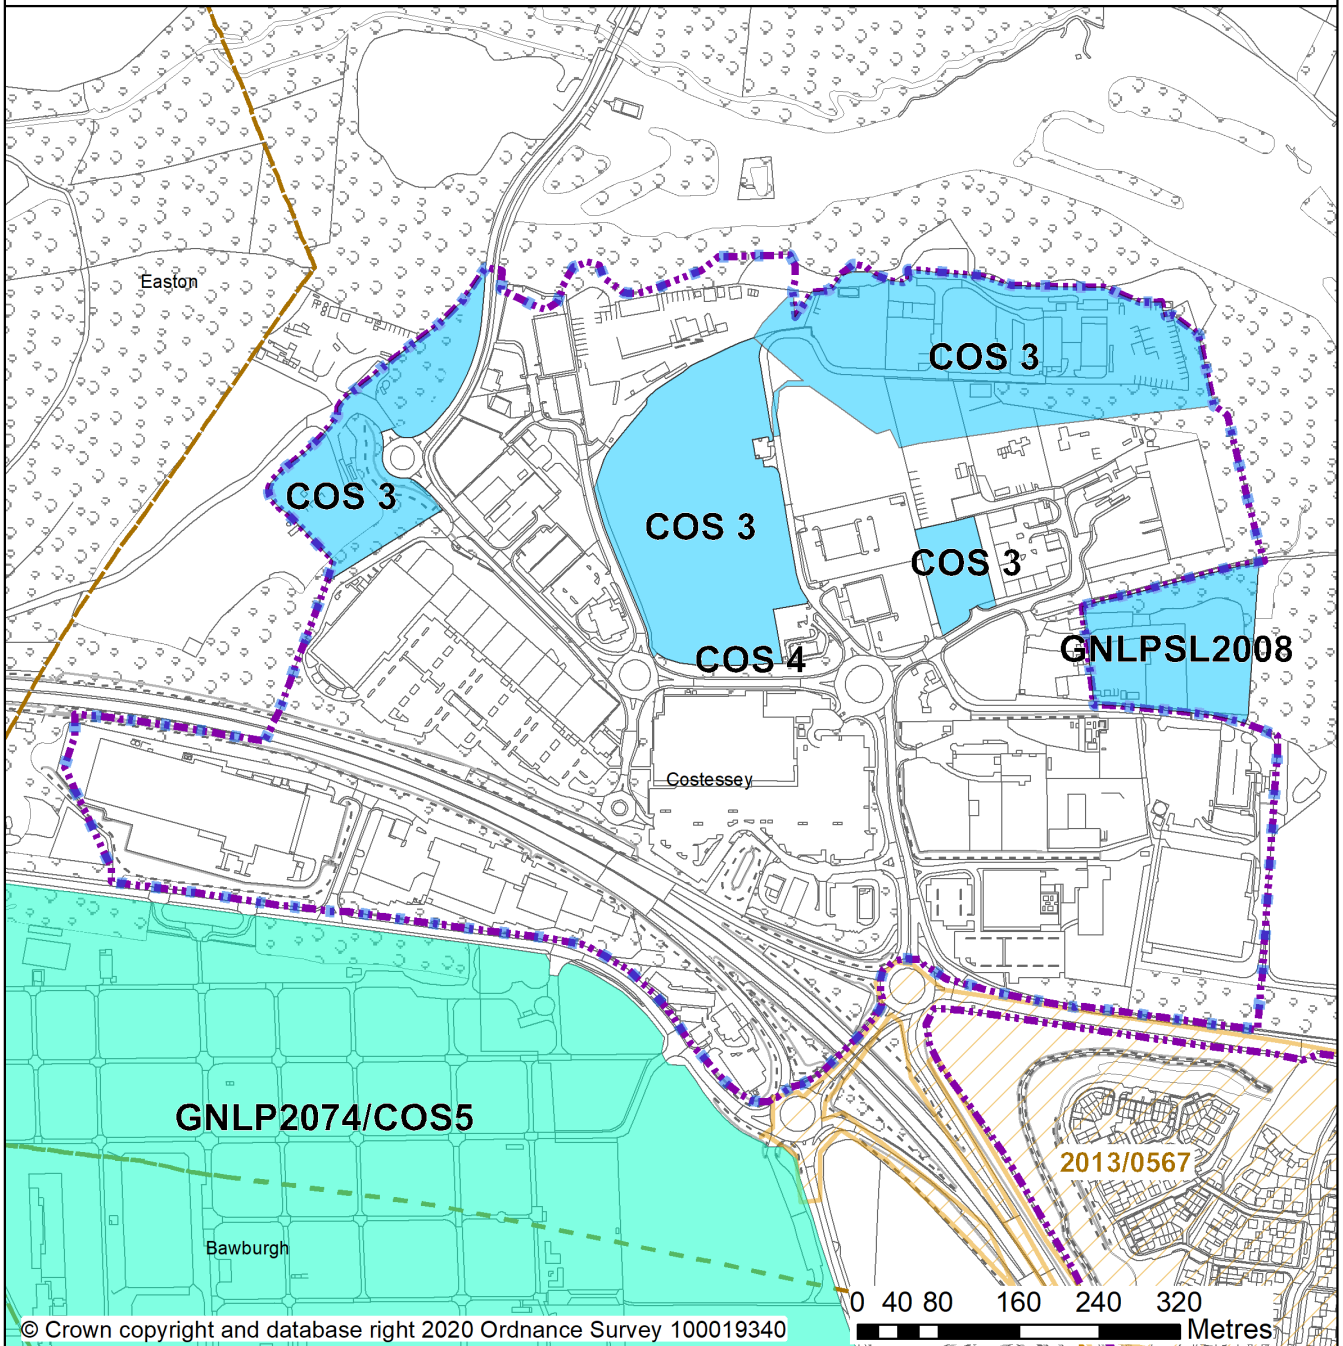 Easton
COS 3
COS 3
COS 3
COS 3
GNLPSL2008
COS 4
Costessey
GNLP2074/COS5
2013/0567
Bawburgh
0 40 80 160 240 320
Metres
© Crown copyright and database right 2020 Ordnance Survey 100019340